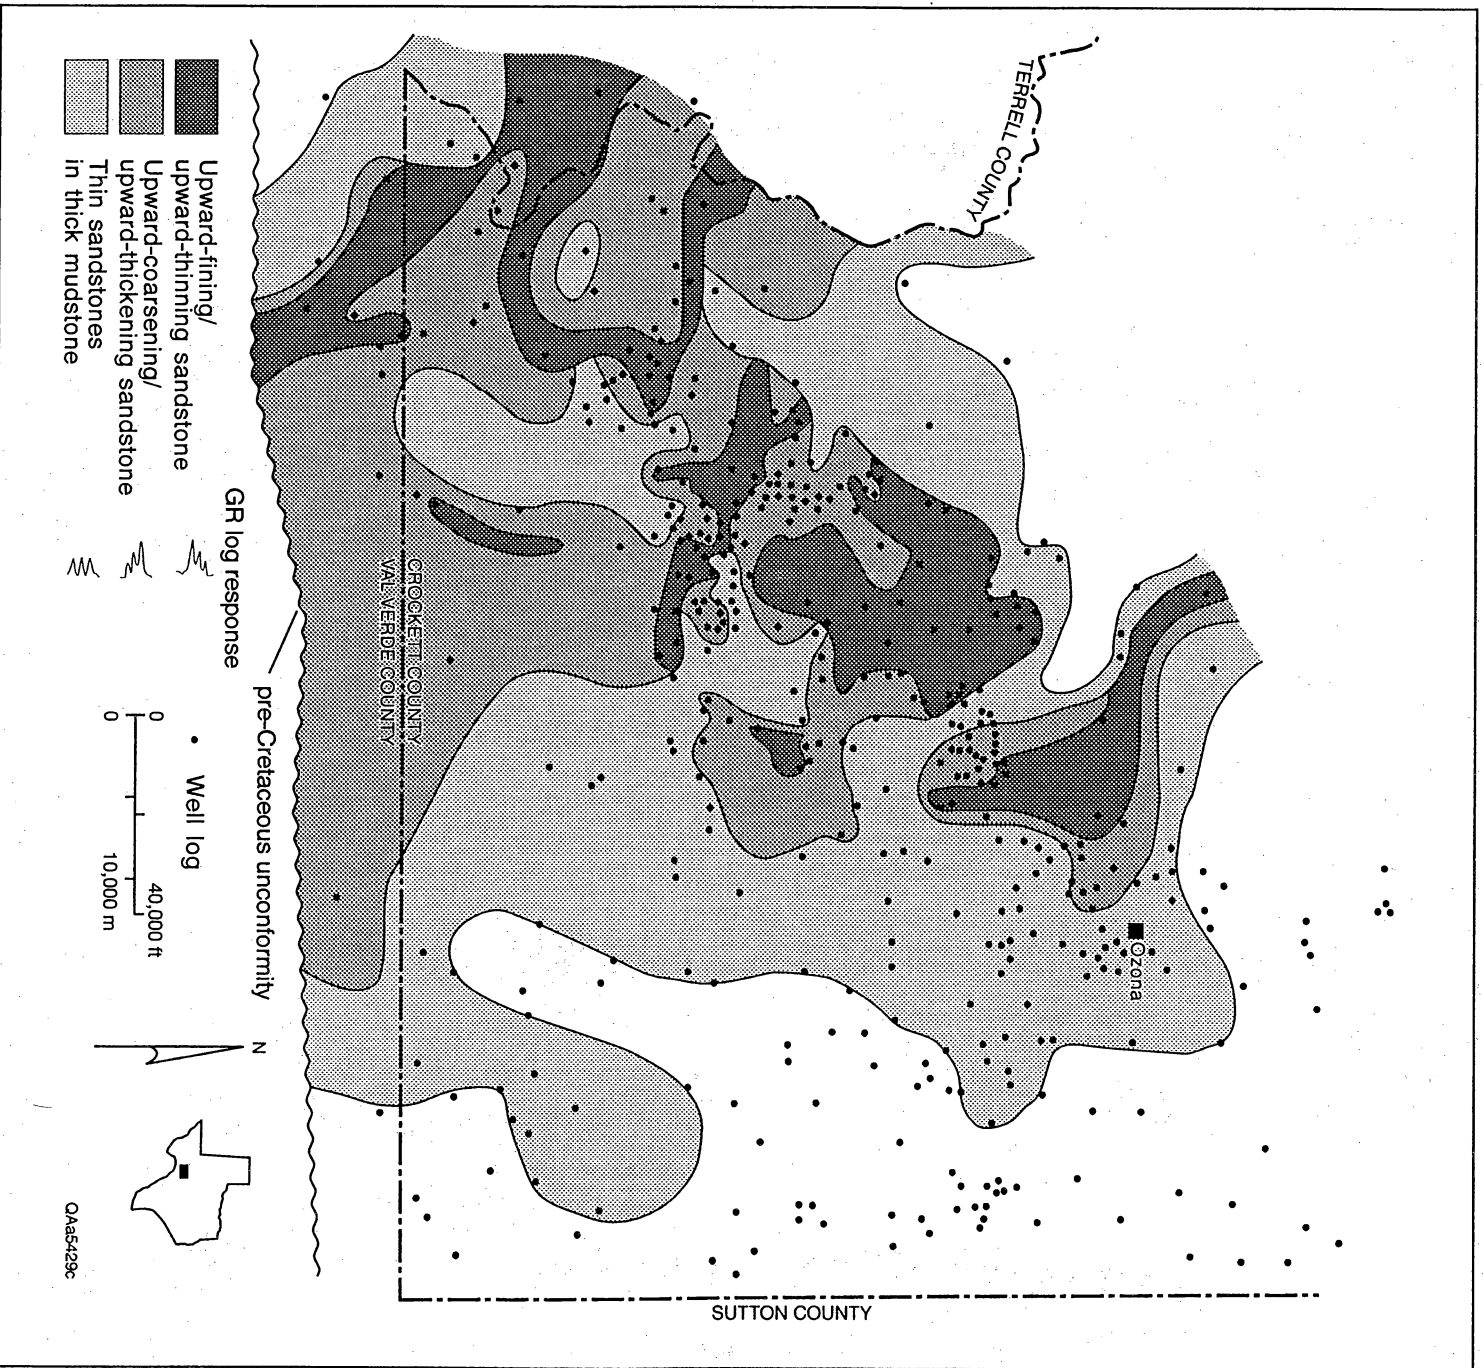 TERRELL COUNTY
Ozona
CROCKETT COUNTY
VAL VERDE COUNTY
SUTTON COUNTY
pre-Cretaceous unconformity
GR log response
Upward-fining/
upward-thinning sandstone
Upward-coarsening/
upward-thickening sandstone
Thin sandstones
in thick mudstone
Well log
0 40,000 ft
0 10,000 m
N
QAa5429c